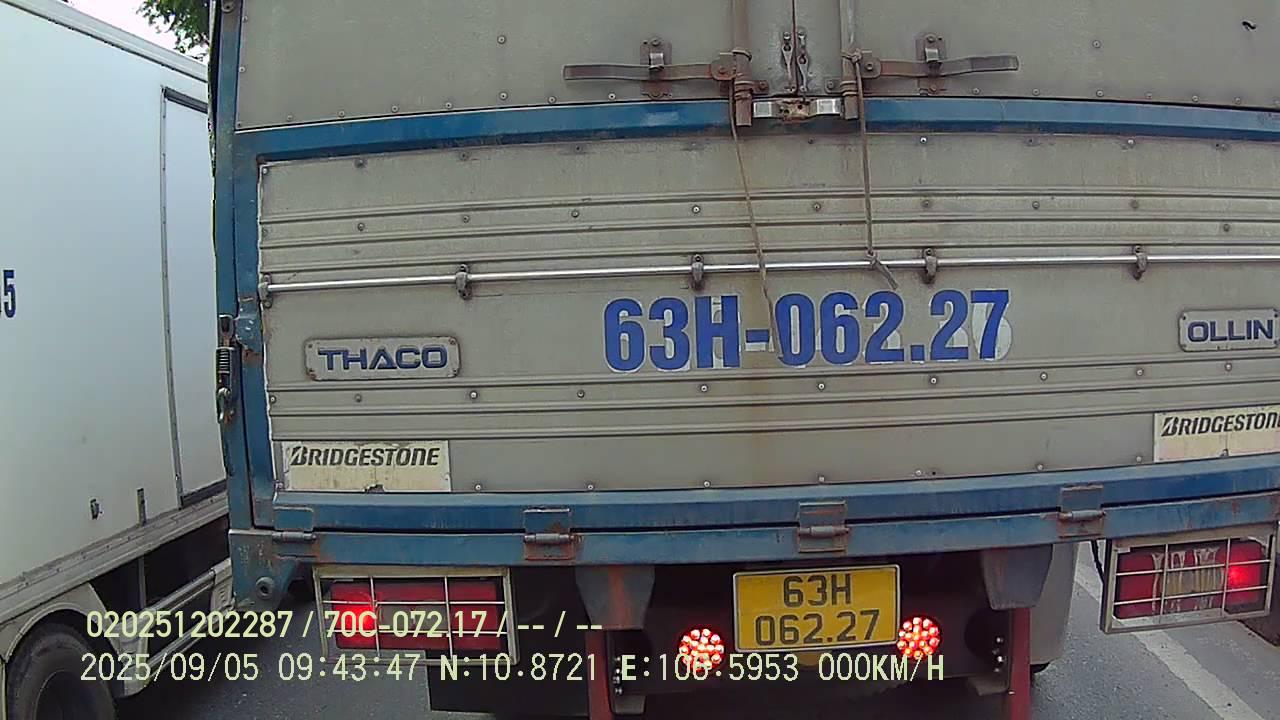 5
63H-062.27
THACO
OLLIN
BRIDGESTONE
BRIDGESTONE
63H
062.27
020251202287 / 70C-072.17 / -- / --
2025/09/05 09:43:47 N:10.8721 E:106.5953 000KM/H